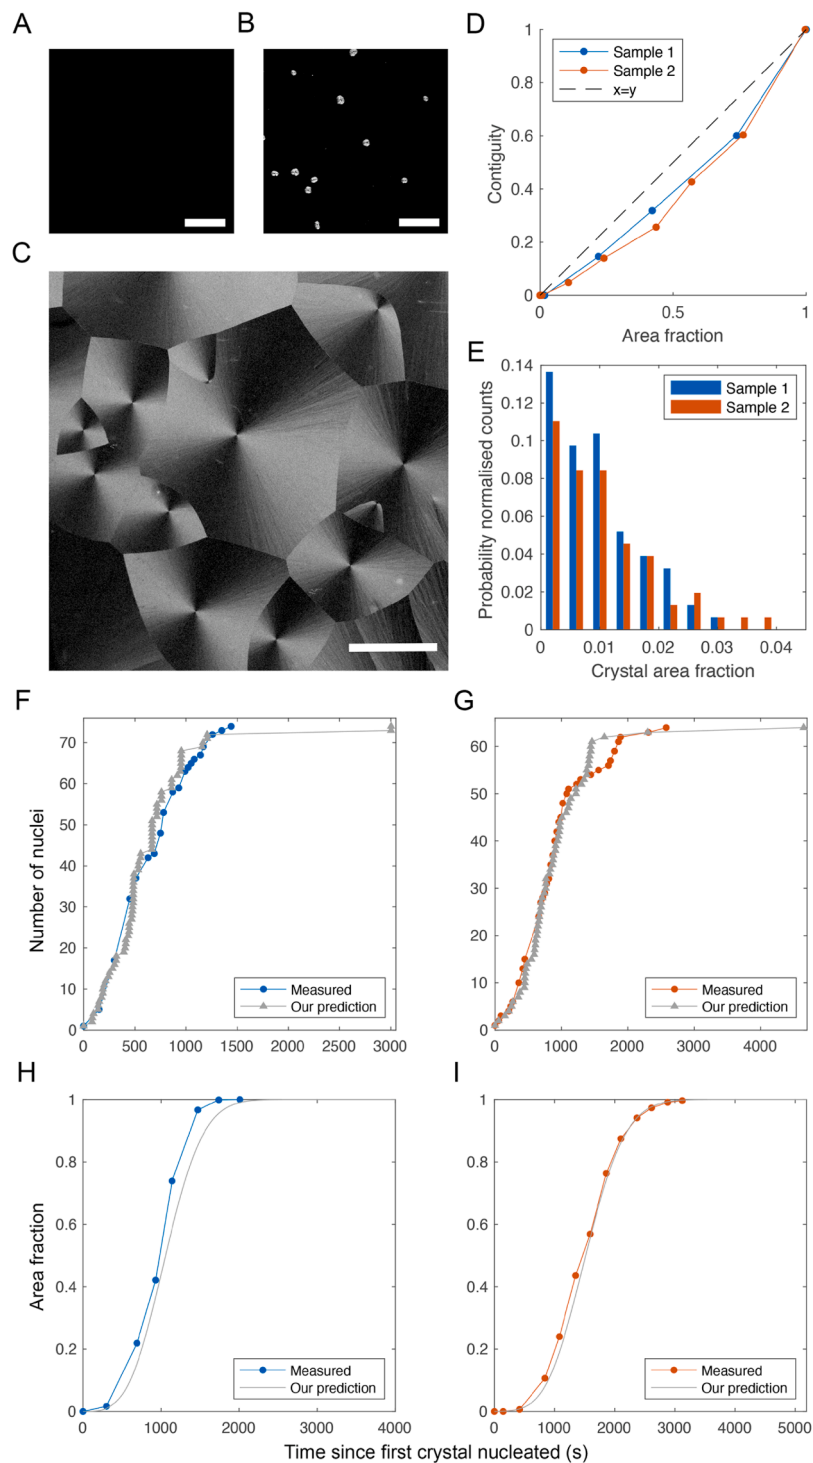 A
B
C
D
1
0.8
0.6
0.4
0.2
0
Contiguity
Sample 1
Sample 2
x=y
0
0.5
1
Area fraction
E
0.14
0.12
0.1
0.08
0.06
0.04
0.02
0
Probability normalised counts
Sample 1
Sample 2
0
0.01
0.02
0.03
0.04
Crystal area fraction
F
70
60
50
40
30
20
10
0
Number of nuclei
Measured
Our prediction
0
500
1000
1500
2000
2500
3000
G
60
50
40
30
20
10
0
Measured
Our prediction
0
1000
2000
3000
4000
H
1
0.8
0.6
0.4
0.2
0
Area fraction
Measured
Our prediction
0
1000
2000
3000
4000
I
1
0.8
0.6
0.4
0.2
0
Measured
Our prediction
0
1000
2000
3000
4000
5000
Time since first crystal nucleated (s)